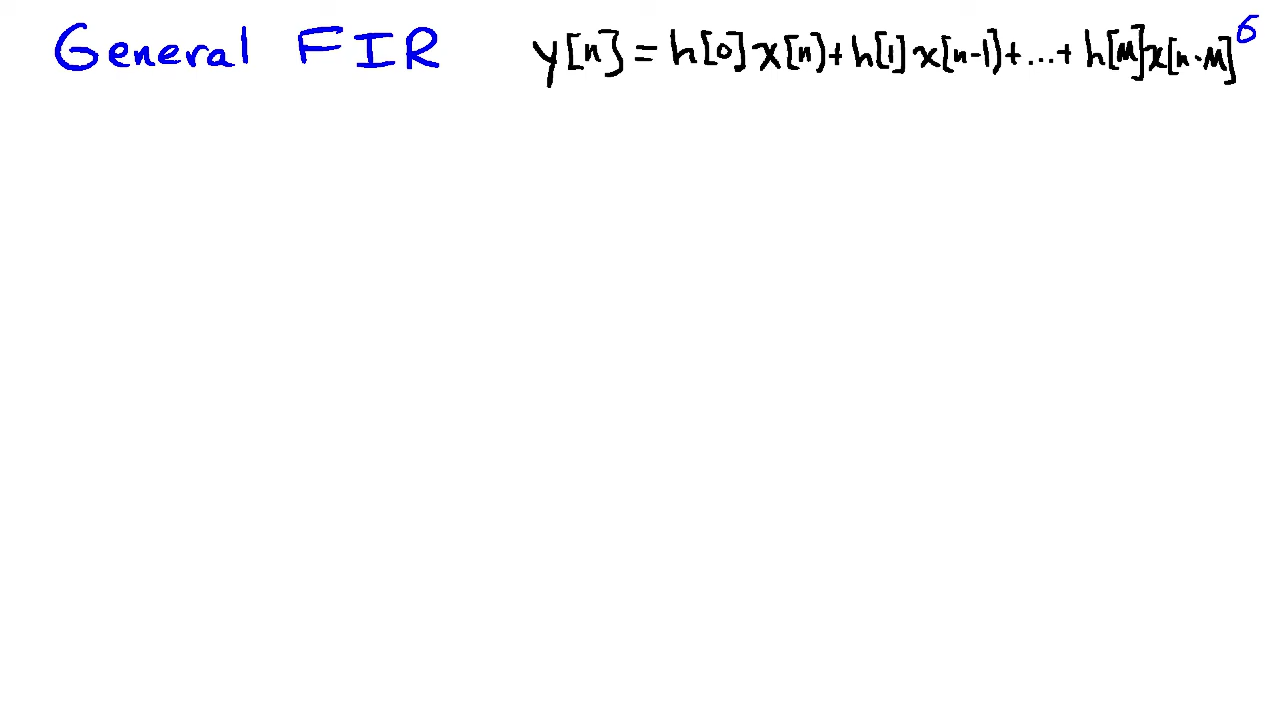 General FIR y[n] = h[0] x[n] + h[1] x[n-1] + ... + h[M] x[n-M] 6